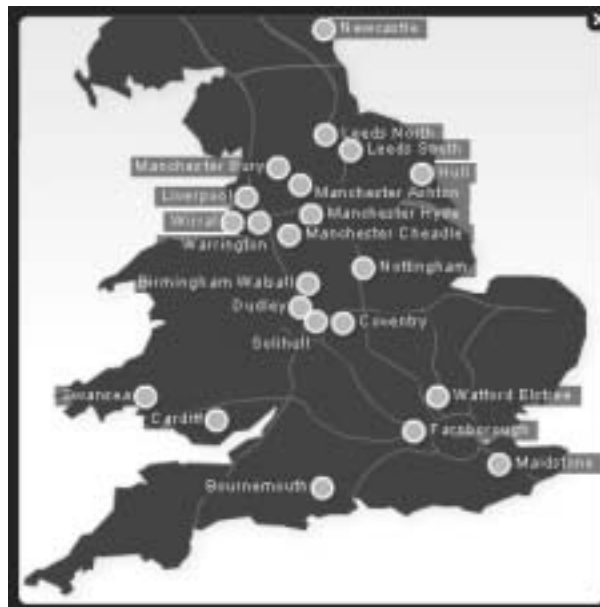 Newcastle
Leeds North
Leeds South
Manchester Bury
Hull
Manchester Ashton
Liverpool
Manchester Hyde
Wirral
Manchester Cheadle
Warrington
Nottingham
Birmingham Walsall
Dudley
Coventry
Solihull
Swansea
Watford Elstree
Cardiff
Farnborough
Maidstone
Bournemouth